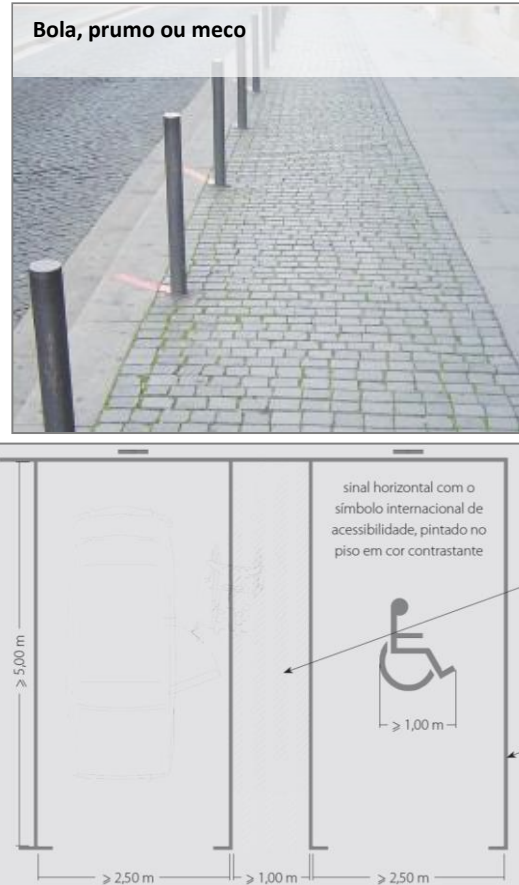 Bola, prumo ou meco
sinal horizontal com o
símbolo internacional de
acessibilidade, pintado no
piso em cor contrastante
⩾ 5,00 m
⩾ 1,00 m
⩾ 2,50 m
⩾ 1,00 m
⩾ 2,50 m